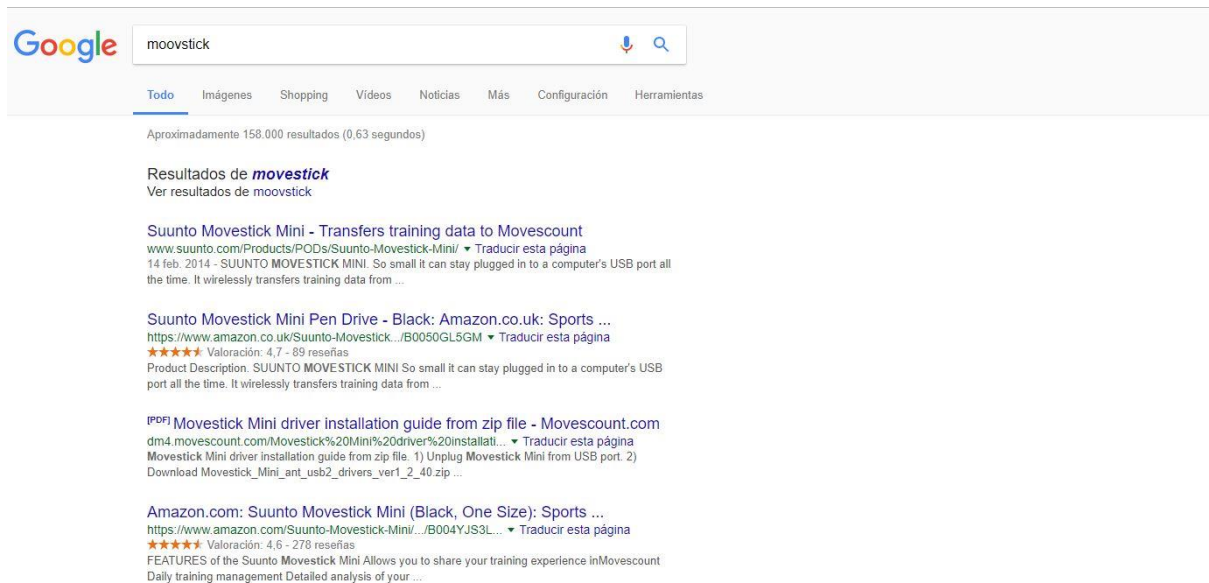 Google
moovstick
Todo Imágenes Shopping Vídeos Noticias Más Configuración Herramientas
Aproximadamente 158.000 resultados (0,63 segundos)
Resultados de movestick
Ver resultados de moovstick
Suunto Movestick Mini - Transfers training data to Movescount
www.suunto.com/Products/PODs/Suunto-Movestick-Mini/ ▾ Traducir esta página
14 feb. 2014 - SUUNTO MOVESTICK MINI. So small it can stay plugged in to a computer's USB port all
the time. It wirelessly transfers training data from ...
Suunto Movestick Mini Pen Drive - Black: Amazon.co.uk: Sports ...
https://www.amazon.co.uk/Suunto-Movestick.../B0050GL5GM ▾ Traducir esta página
Valoración: 4,7 - 89 reseñas
Product Description. SUUNTO MOVESTICK MINI So small it can stay plugged in to a computer's USB
port all the time. It wirelessly transfers training data from ...
[PDF] Movestick Mini driver installation guide from zip file - Movescount.com
dm4.movescount.com/Movestick%20Mini%20driver%20installati... ▾ Traducir esta página
Movestick Mini driver installation guide from zip file. 1) Unplug Movestick Mini from USB port. 2)
Download Movestick_Mini_ant_usb2_drivers_ver1_2_40.zip ...
Amazon.com: Suunto Movestick Mini (Black, One Size): Sports ...
https://www.amazon.com/Suunto-Movestick-Mini/.../B004YJS3L... ▾ Traducir esta página
Valoración: 4,6 - 278 reseñas
FEATURES of the Suunto Movestick Mini Allows you to share your training experience inMovescount
Daily training management Detailed analysis of your ...